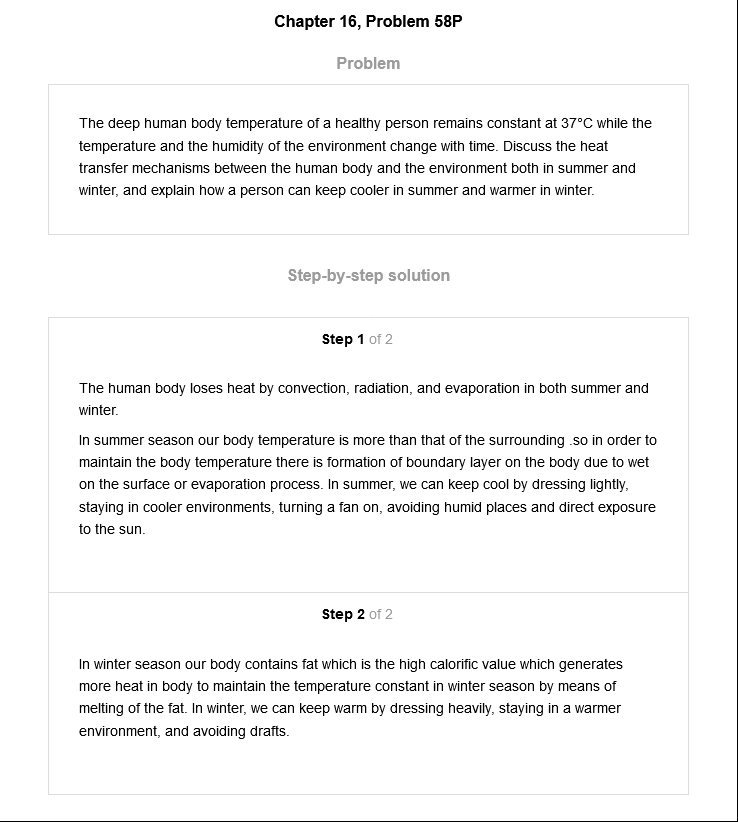 Chapter 16, Problem 58P
Problem
The deep human body temperature of a healthy person remains constant at 37°C while the
temperature and the humidity of the environment change with time. Discuss the heat
transfer mechanisms between the human body and the environment both in summer and
winter, and explain how a person can keep cooler in summer and warmer in winter.
Step-by-step solution
Step 1 of 2
The human body loses heat by convection, radiation, and evaporation in both summer and
winter.
In summer season our body temperature is more than that of the surrounding .so in order to
maintain the body temperature there is formation of boundary layer on the body due to wet
on the surface or evaporation process. In summer, we can keep cool by dressing lightly,
staying in cooler environments, turning a fan on, avoiding humid places and direct exposure
to the sun.
Step 2 of 2
In winter season our body contains fat which is the high calorific value which generates
more heat in body to maintain the temperature constant in winter season by means of
melting of the fat. In winter, we can keep warm by dressing heavily, staying in a warmer
environment, and avoiding drafts.